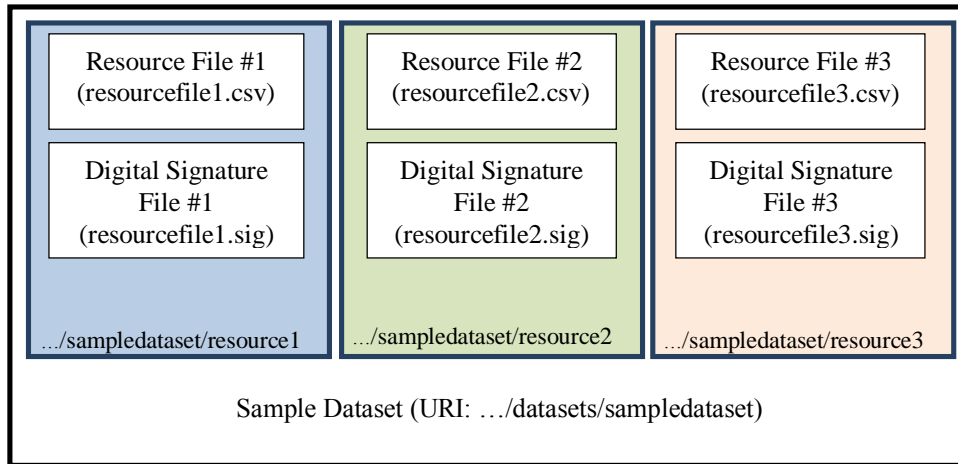 Resource File #1
(resourcefile1.csv)
Digital Signature
File #1
(resourcefile1.sig)
…/sampledataset/resource1
Resource File #2
(resourcefile2.csv)
Digital Signature
File #2
(resourcefile2.sig)
…/sampledataset/resource2
Resource File #3
(resourcefile3.csv)
Digital Signature
File #3
(resourcefile3.sig)
…/sampledataset/resource3
Sample Dataset (URI: …/datasets/sampledataset)